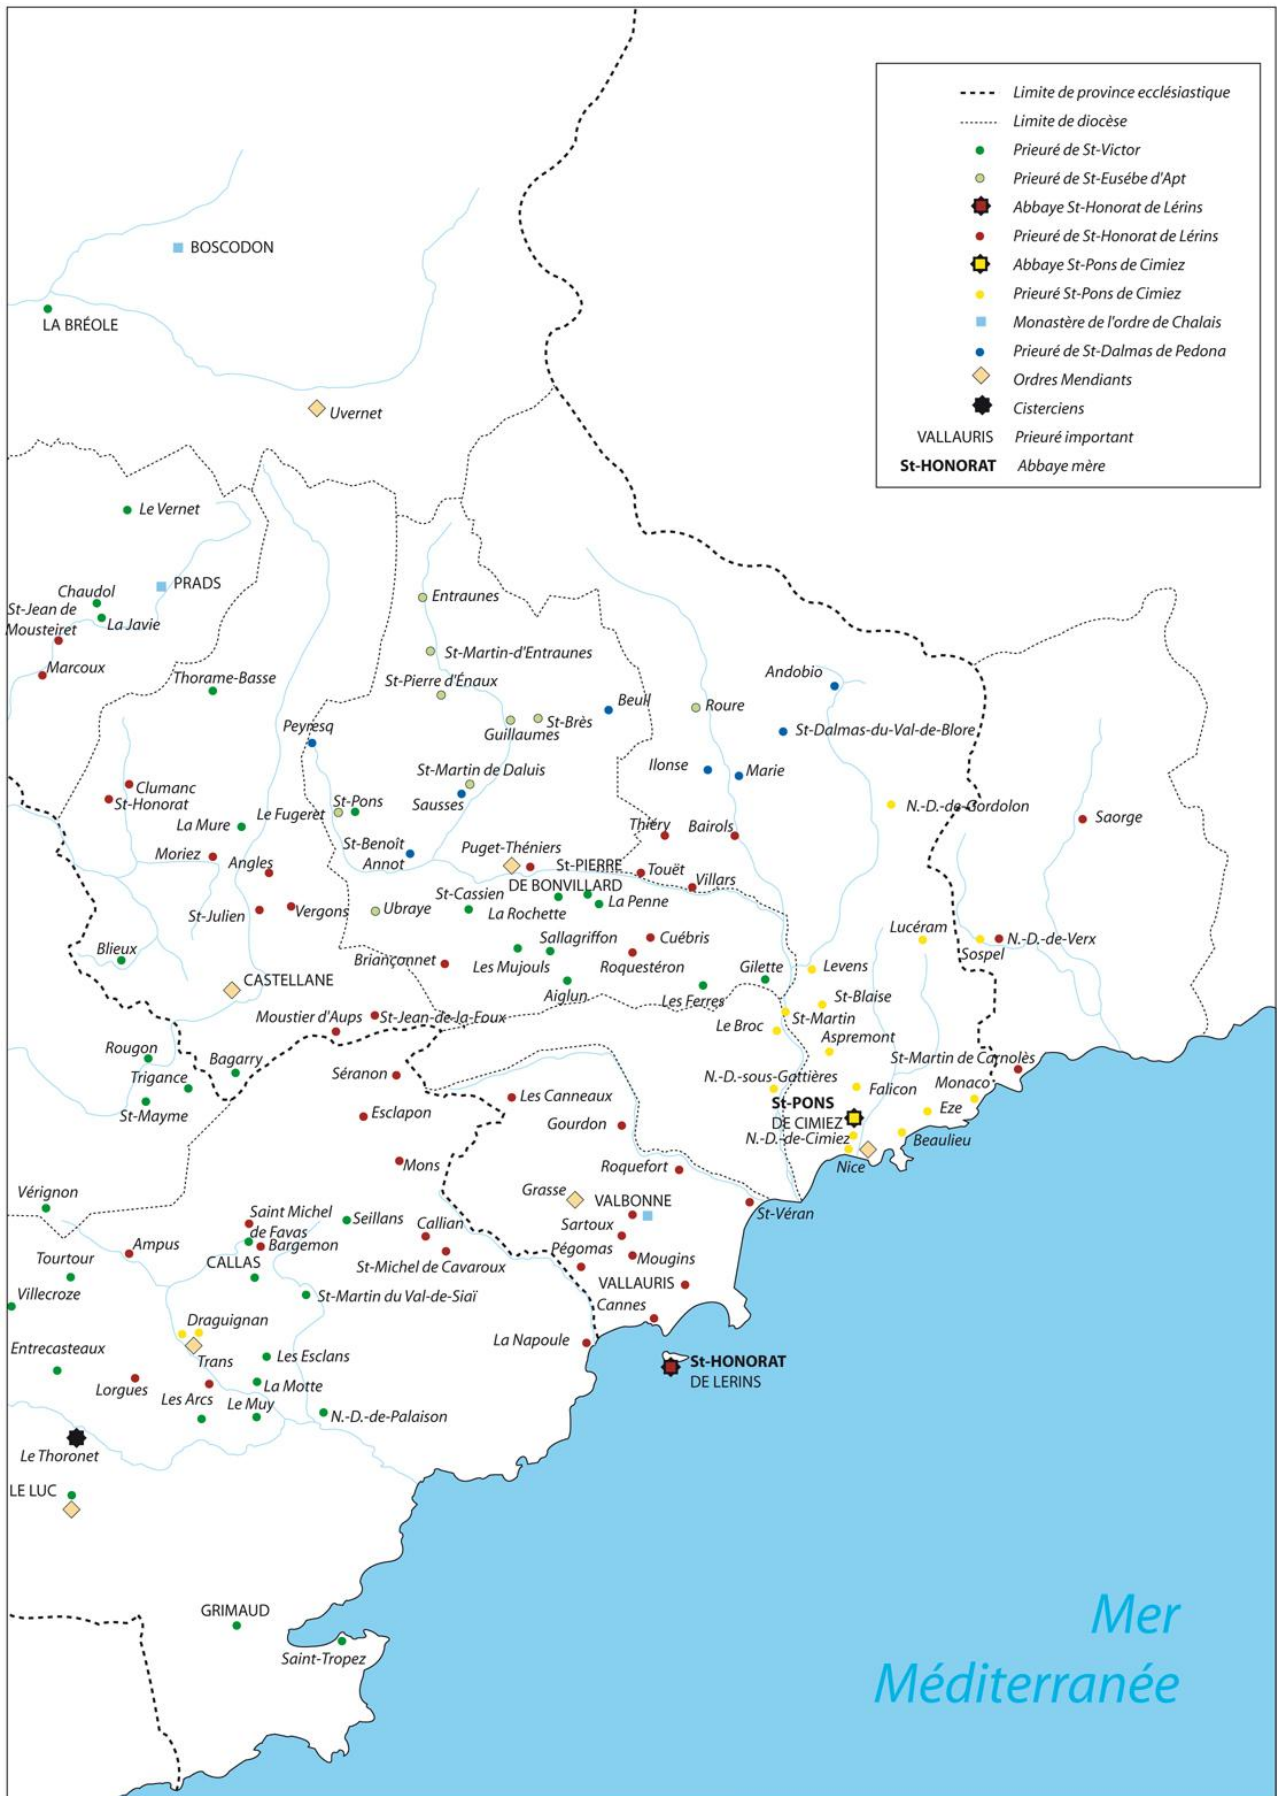 Limite de province ecclésiastique
Limite de diocèse
Prieuré de St-Victor
Prieuré de St-Eusébe d'Apt
Abbaye St-Honorat de Lérins
Prieuré de St-Honorat de Lérins
Abbaye St-Pons de Cimiez
Prieuré St-Pons de Cimiez
Monastère de l'ordre de Chalais
Prieuré de St-Dalmas de Pedona
Ordres Mendiants
Cisterciens
VALLAURIS Prieuré important
St-HONORAT Abbaye mère
BOSCODON
LA BRÉOLE
Uvernet
Le Vernet
PRADS
Chaudol
St-Jean de
Mousteiret
La Javie
Marcoux
Thorame-Basse
Entraunes
St-Martin-d'Entraunes
St-Pierre d'Énaux
Guillaumes
St-Brès
Beuil
Roure
Andobio
St-Dalmas-du-Val-de-Blore
Peyresq
Ilonse
Marie
St-Martin de Daluis
Sausses
Clumanc
St-Honorat
La Mure
Le Fugeret
St-Pons
N.-D.-de-Gordolon
Saorge
Thiéry
Bairols
Moriez
Angles
St-Benoît
Annot
Puget-Théniers
St-PIERRE
DE BONVILLARD
Touët
Villars
St-Julien
Vergons
Ubraye
St-Cassien
La Rochette
La Penne
Blieux
Briançonnet
Les Mujouls
Sallagriffon
Cuébris
Roquestéron
Aiglun
Gilette
Les Ferres
Lucéram
Levens
Sospel
N.-D.-de-Verx
CASTELLANE
Moustier d'Aups
St-Jean-de-la-Foux
St-Blaise
St-Martin
Le Broc
Aspremont
St-Martin de Carnolès
Rougon
Trigance
St-Mayme
Bagarry
Séranon
Esclapon
Les Canneaux
Gourdon
N.-D.-sous-Gattières
Falicon
Monaco
Eze
St-PONS
DE CIMIEZ
N.-D.-de-Cimiez
Beaulieu
Nice
Mons
Roquefort
Grasse
VALBONNE
St-Véran
Vérignon
Saint Michel
de Favas
Bargemon
Seillans
Callian
Sartoux
Ampus
Tourtour
CALLAS
St-Michel de Cavaroux
Pégomas
Mougins
Villecroze
St-Martin du Val-de-Siaï
VALLAURIS
Cannes
Draguignan
Trans
Entrecasteaux
Les Esclans
La Napoule
St-HONORAT
DE LERINS
Lorgues
Les Arcs
La Motte
Le Muy
N.-D.-de-Palaison
Le Thoronet
LE LUC
GRIMAUD
Saint-Tropez
Mer
Méditerranée